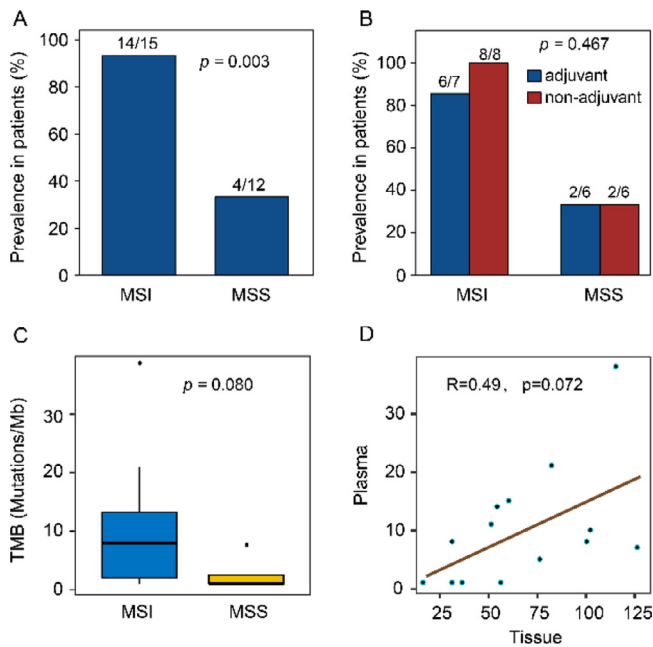 A
Prevalence in patients (%)
100
80
60
40
20
0
14/15
p = 0.003
4/12
MSI
MSS
B
Prevalence in patients (%)
100
80
60
40
20
0
p = 0.467
6/7
8/8
adjuvant
non-adjuvant
2/6
2/6
MSI
MSS
C
TMB (Mutations/Mb)
30
20
10
0
p = 0.080
MSI
MSS
D
Plasma
30
20
10
0
R=0.49、 p=0.072
25
50
75
100
125
Tissue